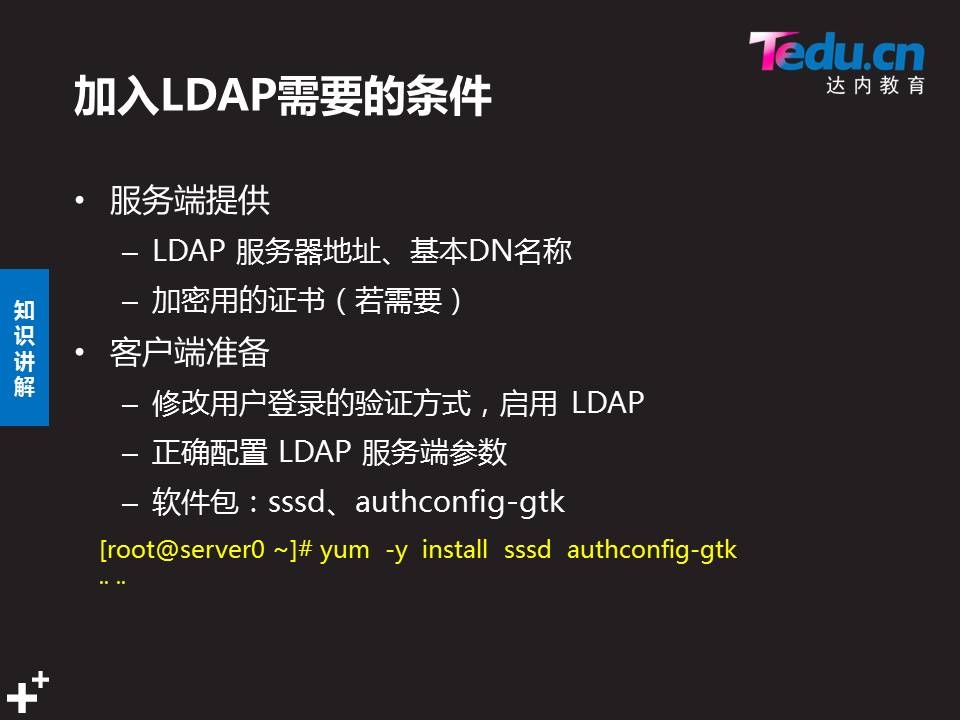 Tedu.cn
达内教育
加入LDAP需要的条件
• 服务端提供
– LDAP 服务器地址、基本DN名称
– 加密用的证书（若需要）
• 客户端准备
– 修改用户登录的验证方式，启用 LDAP
– 正确配置 LDAP 服务端参数
– 软件包：sssd、authconfig-gtk
[root@server0 ~]# yum -y install sssd authconfig-gtk
.. ..
知
识
讲
解